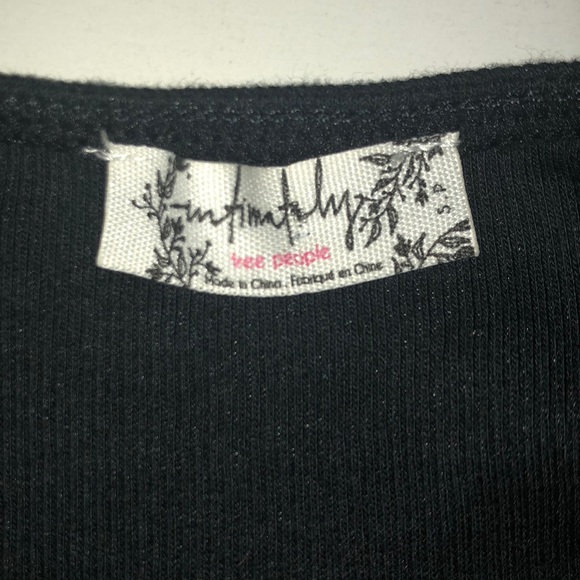 intimately
free people
Made in China . Fabriqué en Chine
S P